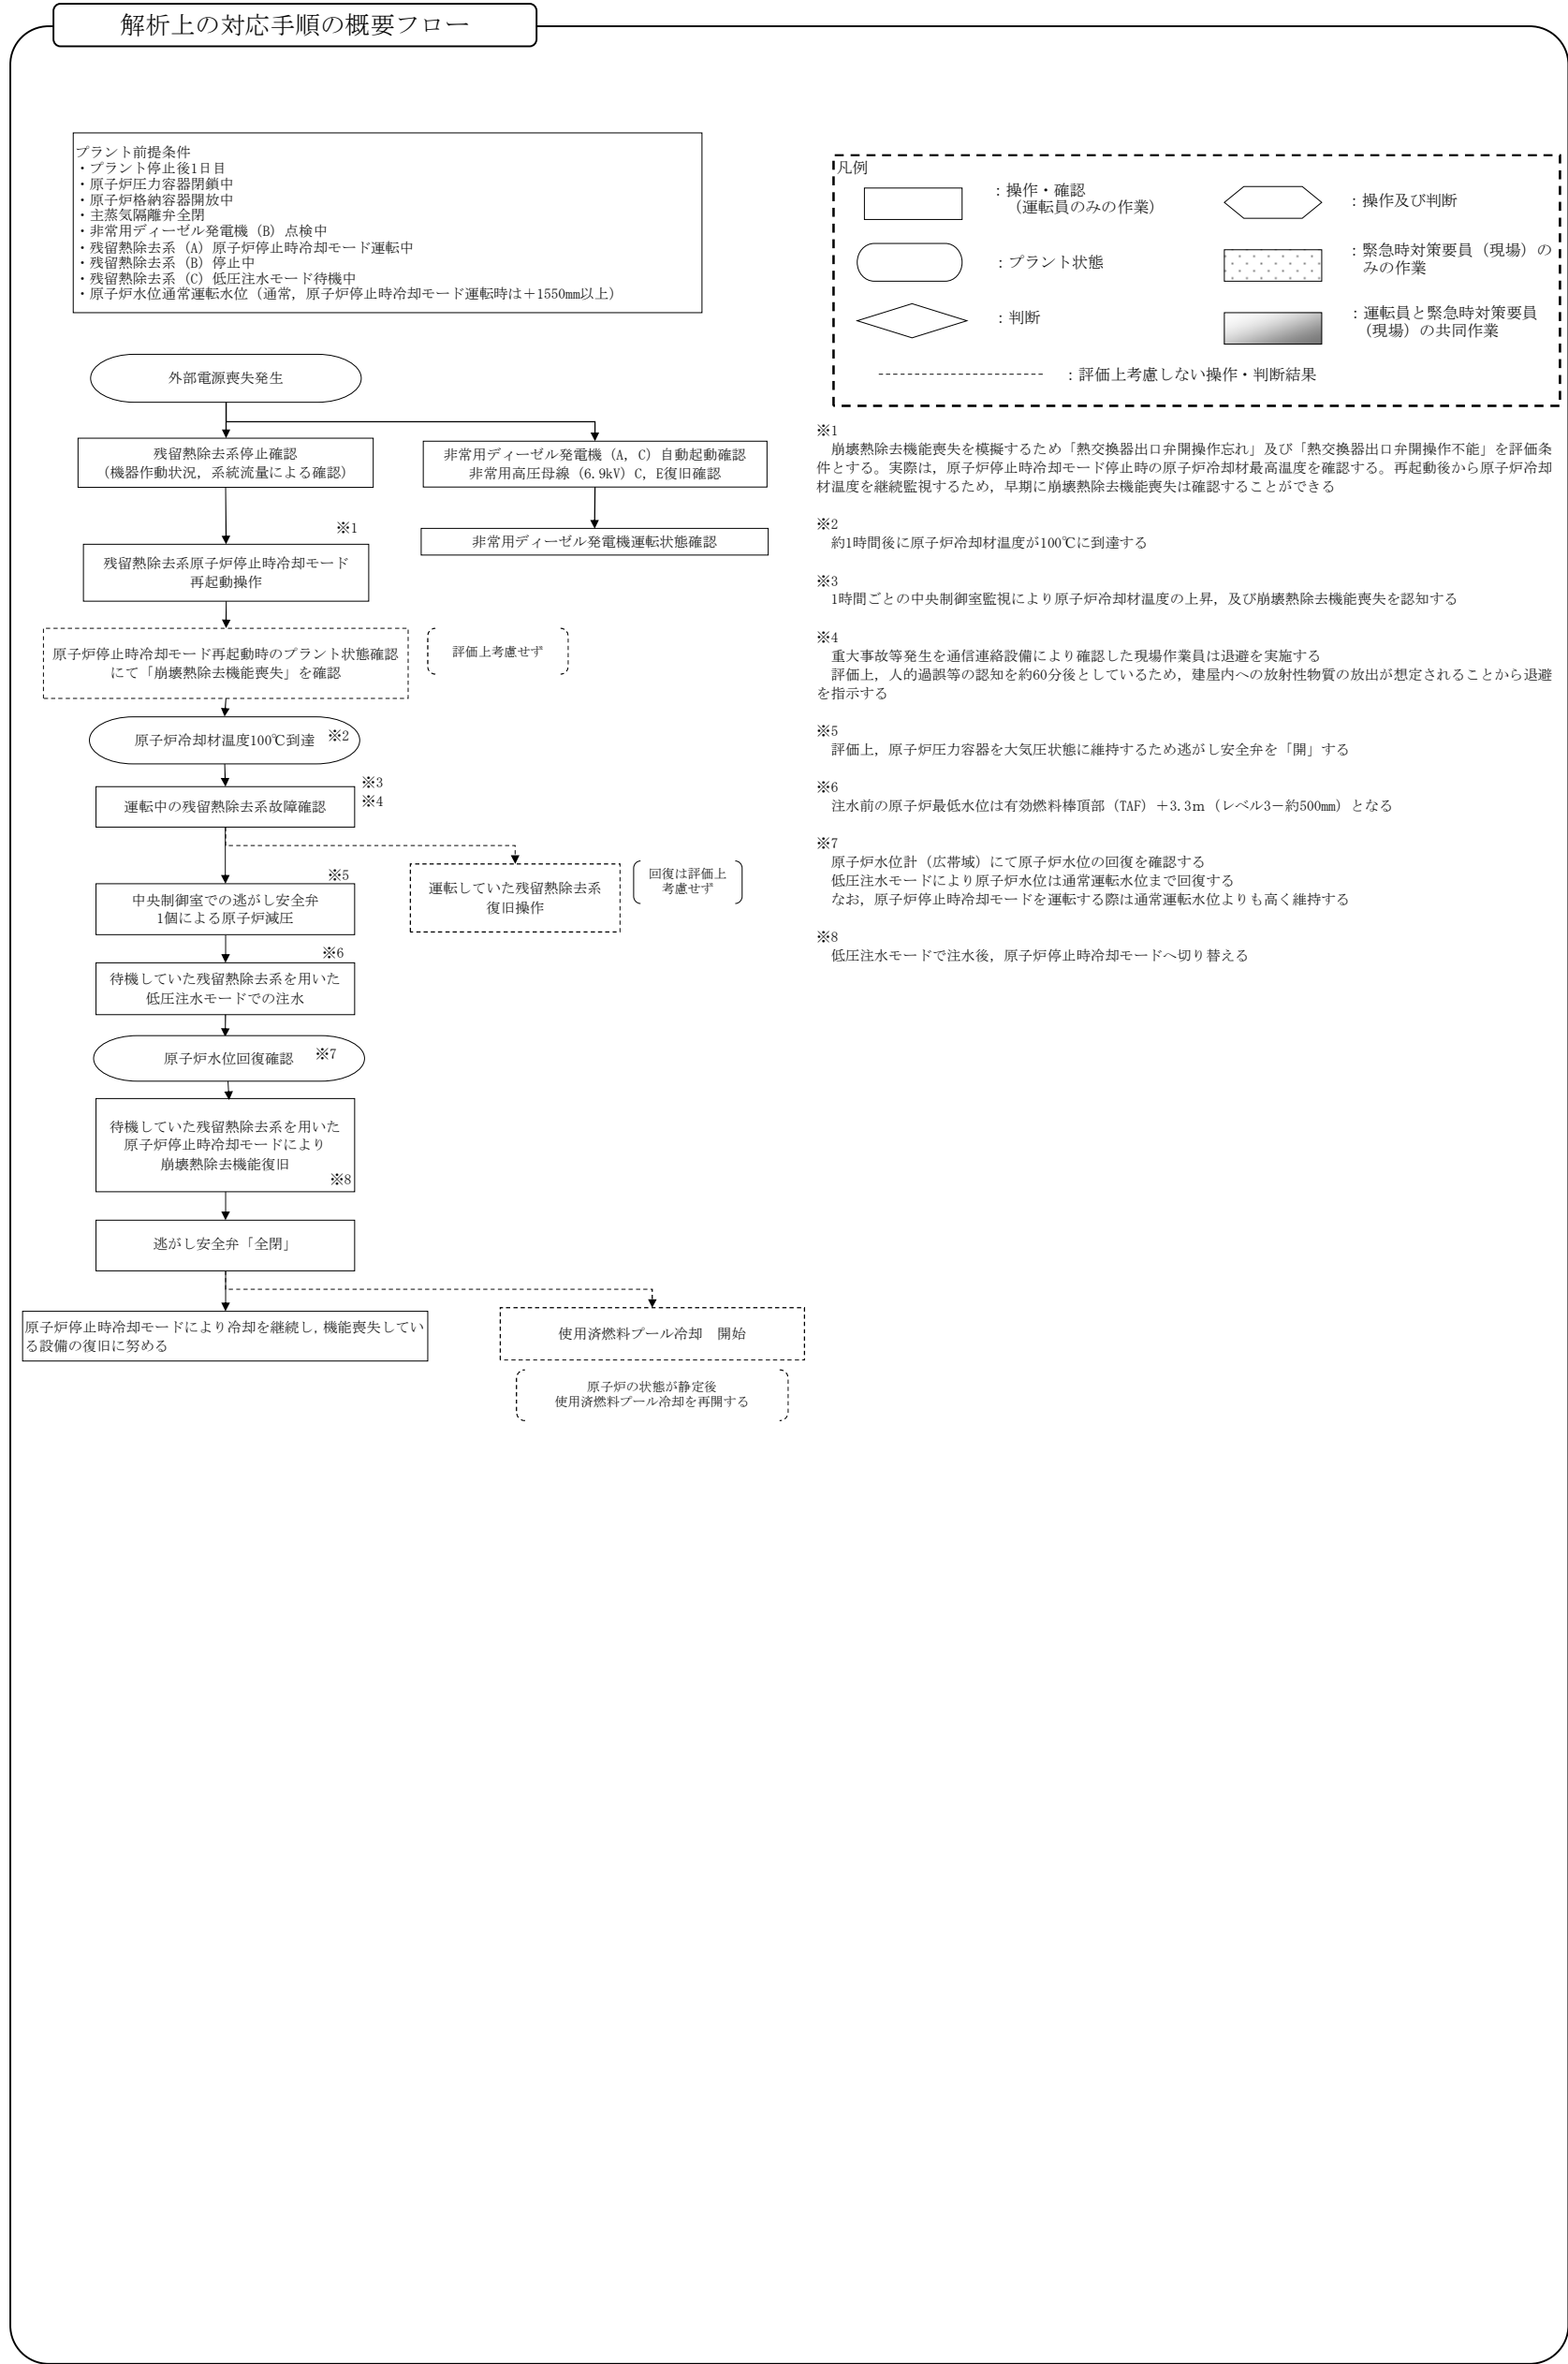 解析上の対応手順の概要フロー
プラント前提条件
・プラント停止後1日目
・原子炉圧力容器閉鎖中
・原子炉格納容器開放中
・主蒸気隔離弁全閉
・非常用ディーゼル発電機（B）点検中
・残留熱除去系（A）原子炉停止時冷却モード運転中
・残留熱除去系（B）停止中
・残留熱除去系（C）低圧注水モード待機中
・原子炉水位通常運転水位（通常，原子炉停止時冷却モード運転時は＋1550mm以上）
凡例
：操作・確認
（運転員のみの作業）
：操作及び判断
：プラント状態
：緊急時対策要員（現場）の
みの作業
：判断
：運転員と緊急時対策要員
（現場）の共同作業
：評価上考慮しない操作・判断結果
外部電源喪失発生
残留熱除去系停止確認
（機器作動状況，系統流量による確認）
非常用ディーゼル発電機（A, C）自動起動確認
非常用高圧母線（6.9kV）C, E復旧確認
非常用ディーゼル発電機運転状態確認
※1
残留熱除去系原子炉停止時冷却モード
再起動操作
原子炉停止時冷却モード再起動時のプラント状態確認
にて「崩壊熱除去機能喪失」を確認
評価上考慮せず
原子炉冷却材温度100℃到達
※2
運転中の残留熱除去系故障確認
※3
※4
運転していた残留熱除去系
復旧操作
回復は評価上
考慮せず
※5
中央制御室での逃がし安全弁
1個による原子炉減圧
※6
待機していた残留熱除去系を用いた
低圧注水モードでの注水
原子炉水位回復確認
※7
待機していた残留熱除去系を用いた
原子炉停止時冷却モードにより
崩壊熱除去機能復旧
※8
逃がし安全弁「全閉」
原子炉停止時冷却モードにより冷却を継続し,機能喪失してい
る設備の復旧に努める
使用済燃料プール冷却　開始
原子炉の状態が静定後
使用済燃料プール冷却を再開する
※1
崩壊熱除去機能喪失を模擬するため「熱交換器出口弁開操作忘れ」及び「熱交換器出口弁開操作不能」を評価条
件とする。実際は，原子炉停止時冷却モード停止時の原子炉冷却材最高温度を確認する。再起動後から原子炉冷却
材温度を継続監視するため，早期に崩壊熱除去機能喪失は確認することができる
※2
約1時間後に原子炉冷却材温度が100℃に到達する
※3
1時間ごとの中央制御室監視により原子炉冷却材温度の上昇，及び崩壊熱除去機能喪失を認知する
※4
重大事故等発生を通信連絡設備により確認した現場作業員は退避を実施する
評価上，人的過誤等の認知を約60分後としているため，建屋内への放射性物質の放出が想定されることから退避
を指示する
※5
評価上，原子炉圧力容器を大気圧状態に維持するため逃がし安全弁を「開」する
※6
注水前の原子炉最低水位は有効燃料棒頂部（TAF）＋3.3ｍ（レベル3－約500mm）となる
※7
原子炉水位計（広帯域）にて原子炉水位の回復を確認する
低圧注水モードにより原子炉水位は通常運転水位まで回復する
なお，原子炉停止時冷却モードを運転する際は通常運転水位よりも高く維持する
※8
低圧注水モードで注水後，原子炉停止時冷却モードへ切り替える